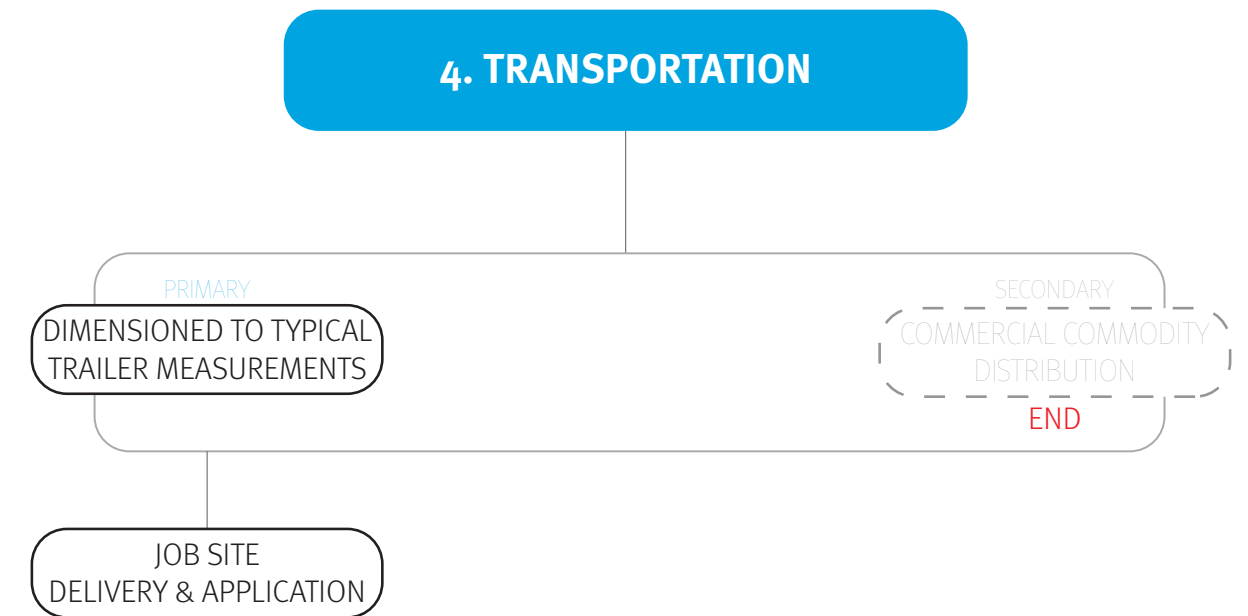 4. TRANSPORTATION
PRIMARY
DIMENSIONED TO TYPICAL
TRAILER MEASUREMENTS
SECONDARY
COMMERCIAL COMMODITY
DISTRIBUTION
END
JOB SITE
DELIVERY & APPLICATION